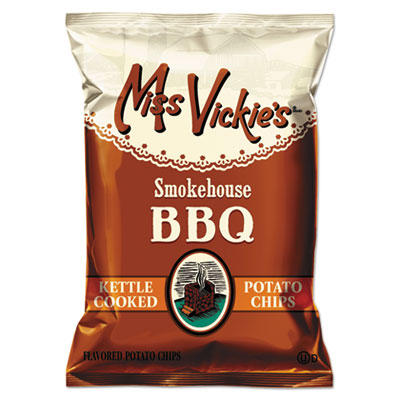 Miss Vickie's
Smokehouse
BBQ
KETTLE COOKED
POTATO CHIPS
FLAVORED POTATO CHIPS
U D